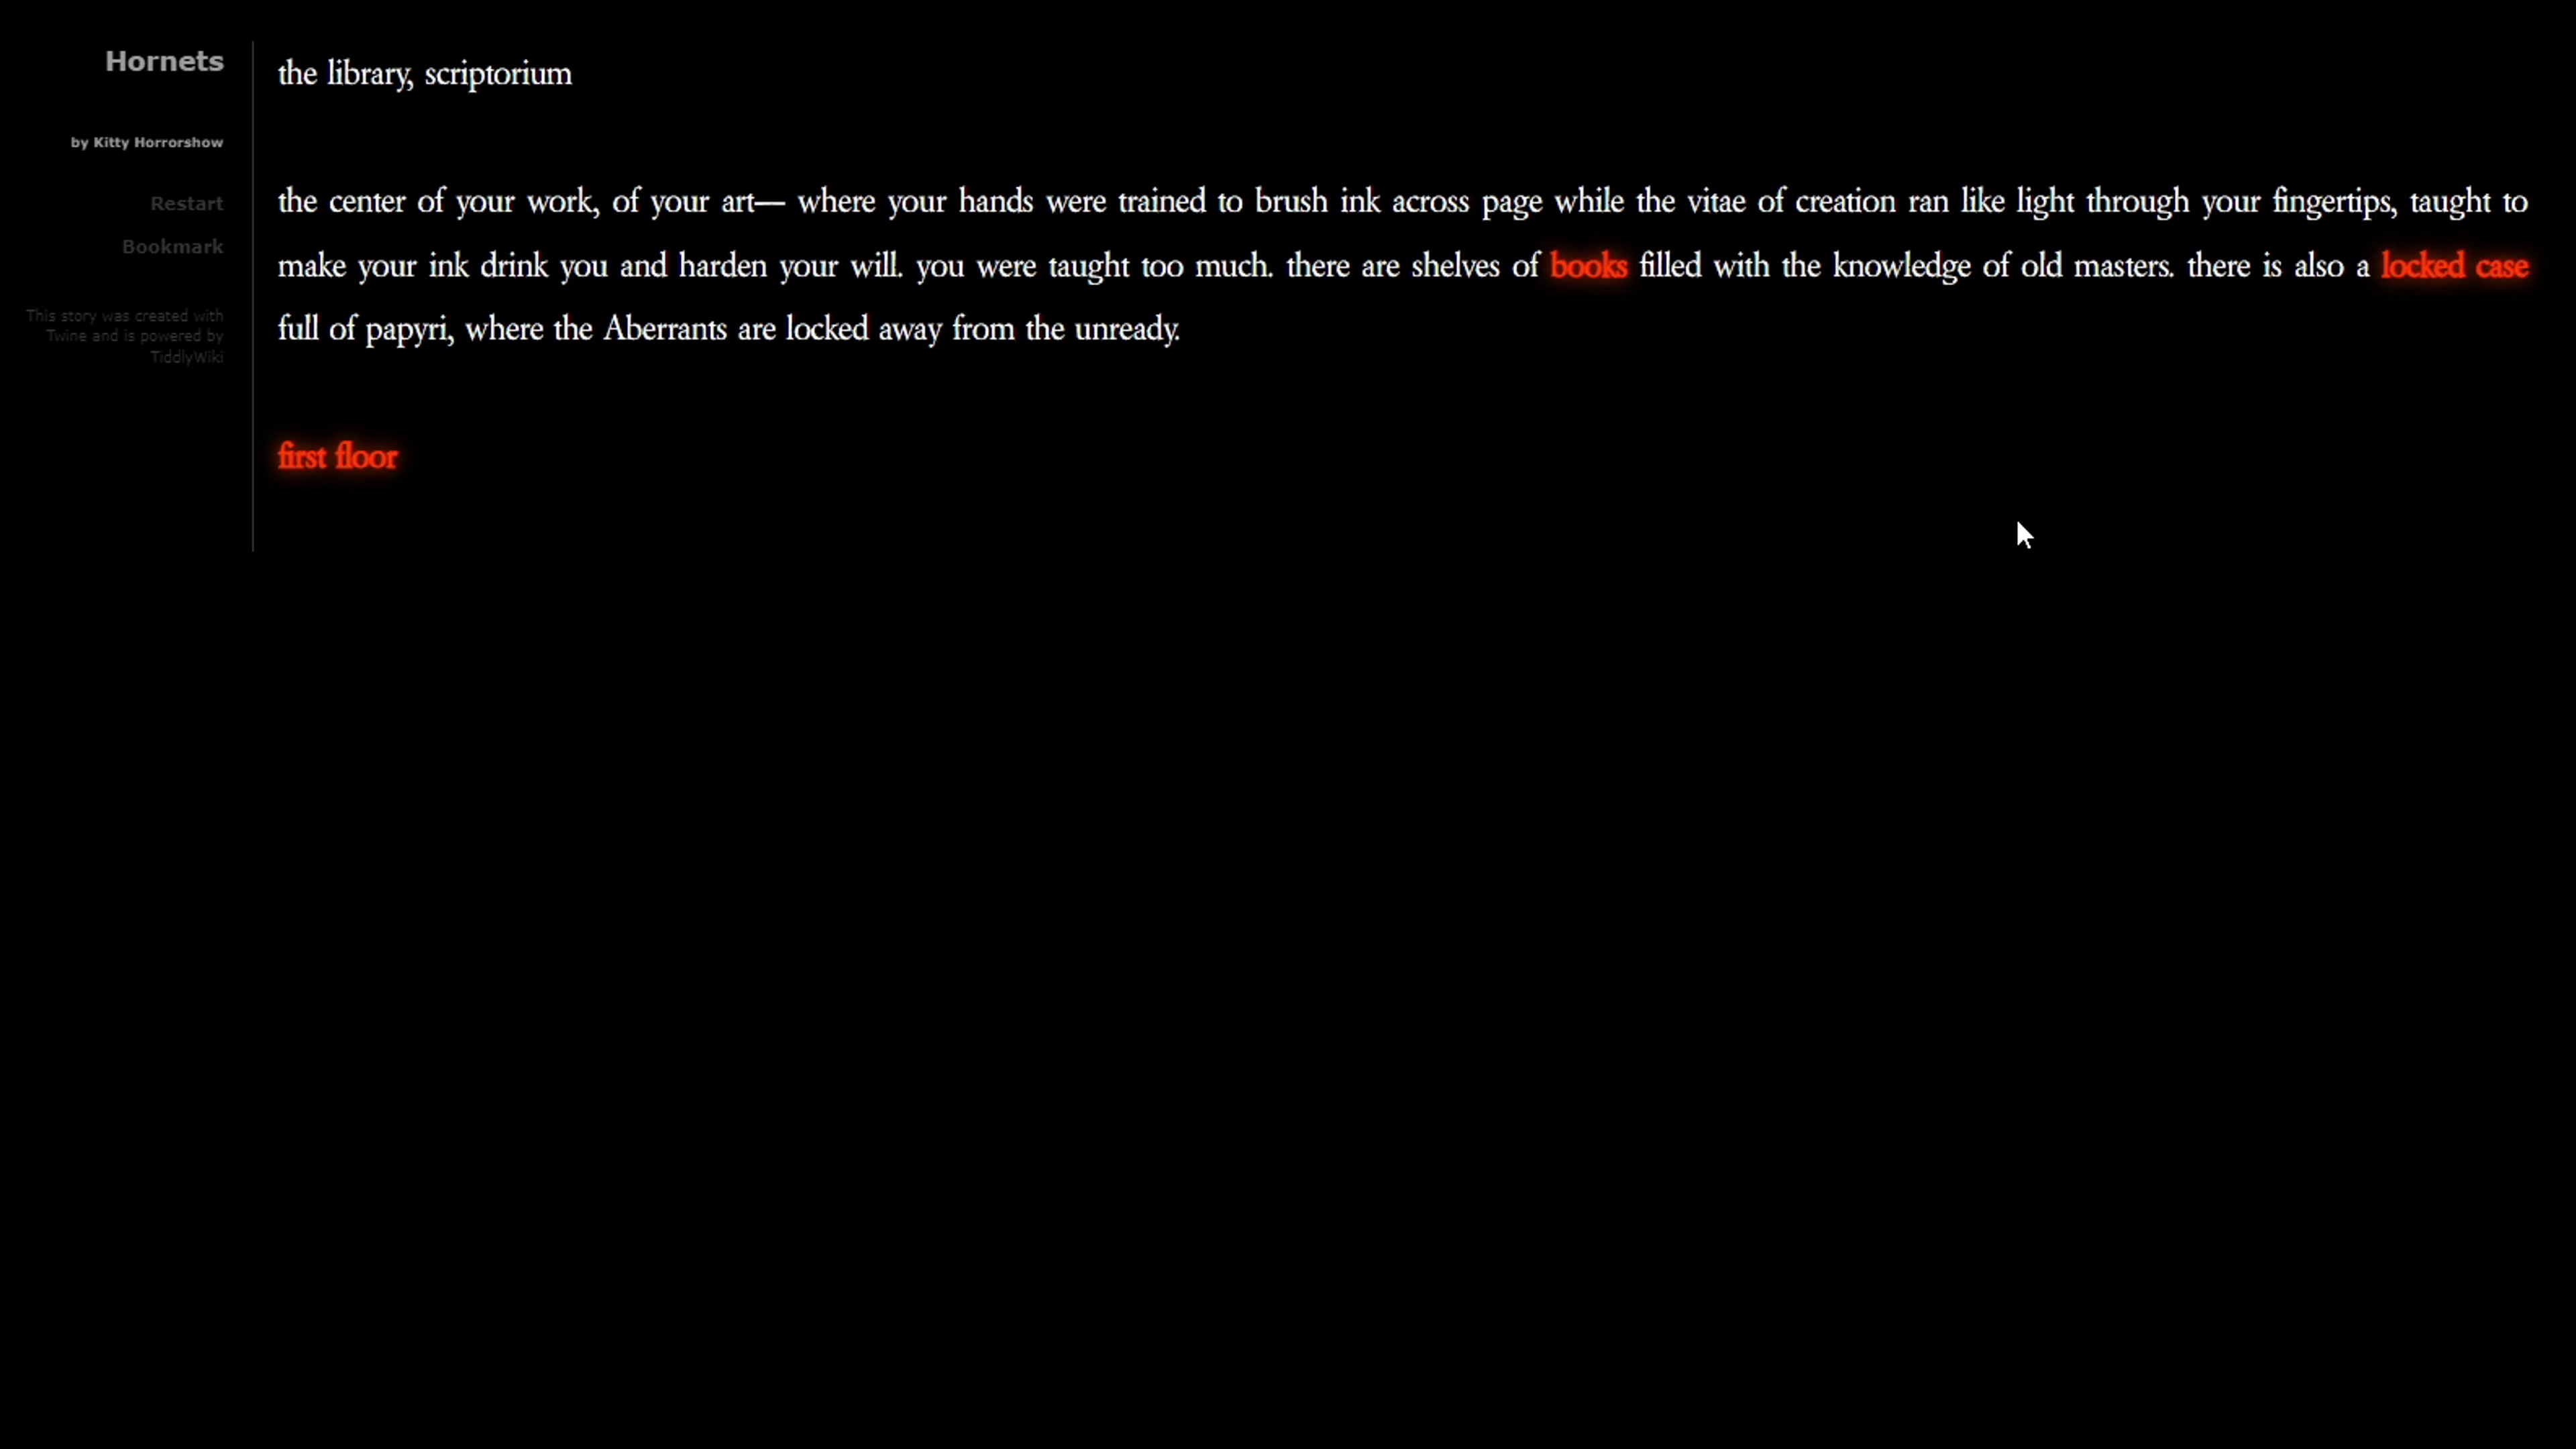 Hornets
by Kitty Horrorshow
Restart
Bookmark
This story was created with
Twine and is powered by
TiddlyWiki
the library, scriptorium
the center of your work, of your art— where your hands were trained to brush ink across page while the vitae of creation ran like light through your fingertips, taught to
make your ink drink you and harden your will. you were taught too much. there are shelves of books filled with the knowledge of old masters. there is also a locked case
full of papyri, where the Aberrants are locked away from the unready.
first floor